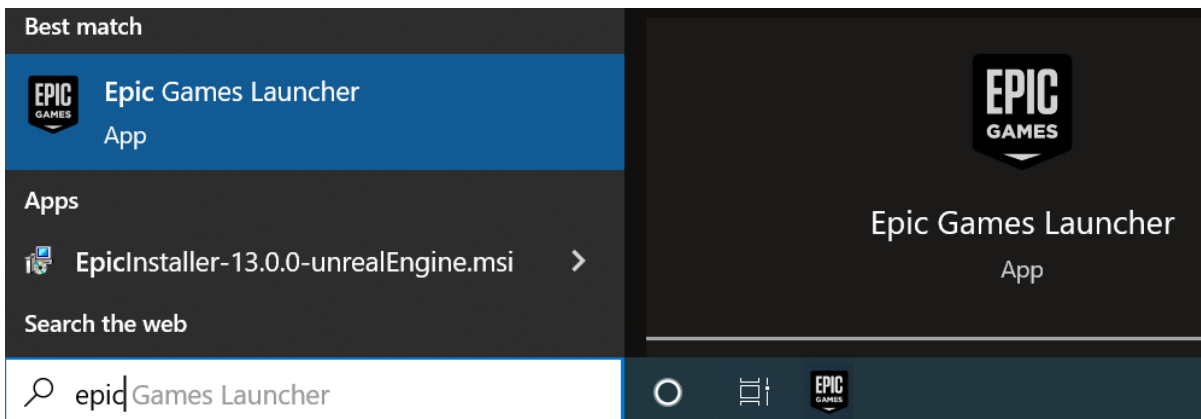 Best match
EPIC
GAMES
Epic Games Launcher
App
Apps
EpicInstaller-13.0.0-unrealEngine.msi
Search the web
epic Games Launcher
EPIC
GAMES
Epic Games Launcher
App
EPIC
GAMES